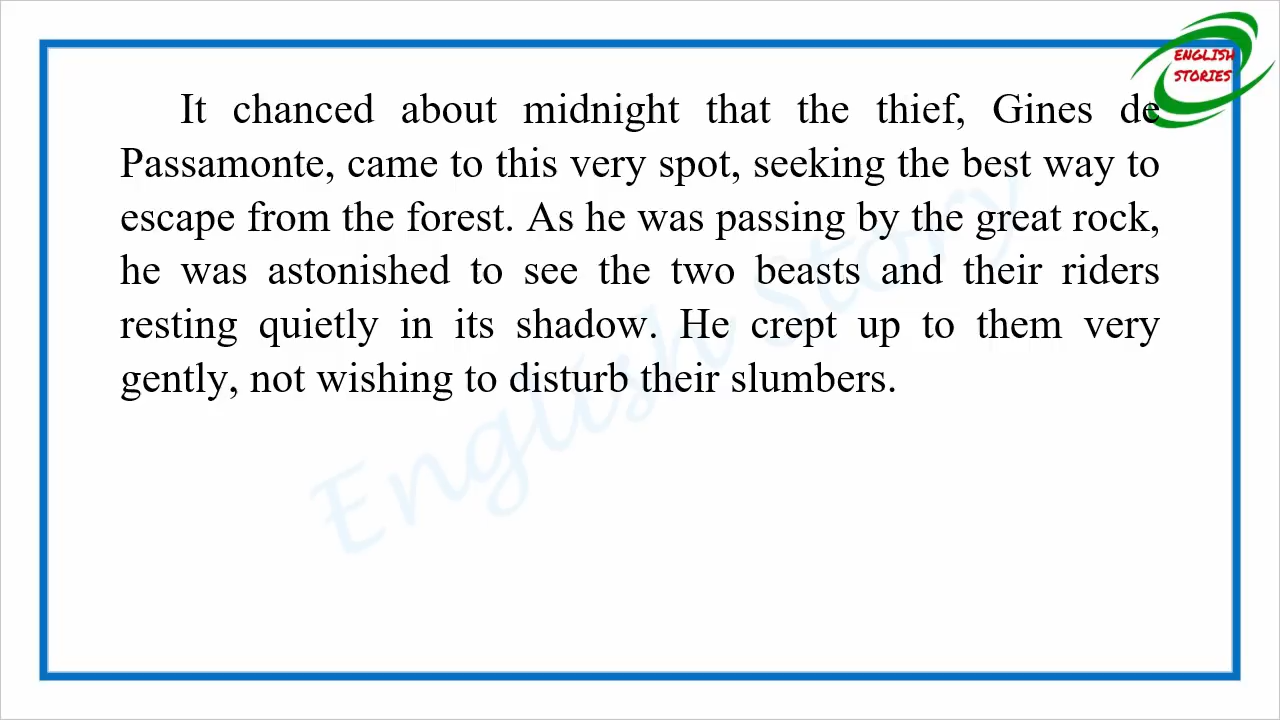 ENGLISH
STORIES
It chanced about midnight that the thief, Gines de
Passamonte, came to this very spot, seeking the best way to
escape from the forest. As he was passing by the great rock,
he was astonished to see the two beasts and their riders
resting quietly in its shadow. He crept up to them very
gently, not wishing to disturb their slumbers.
English Story